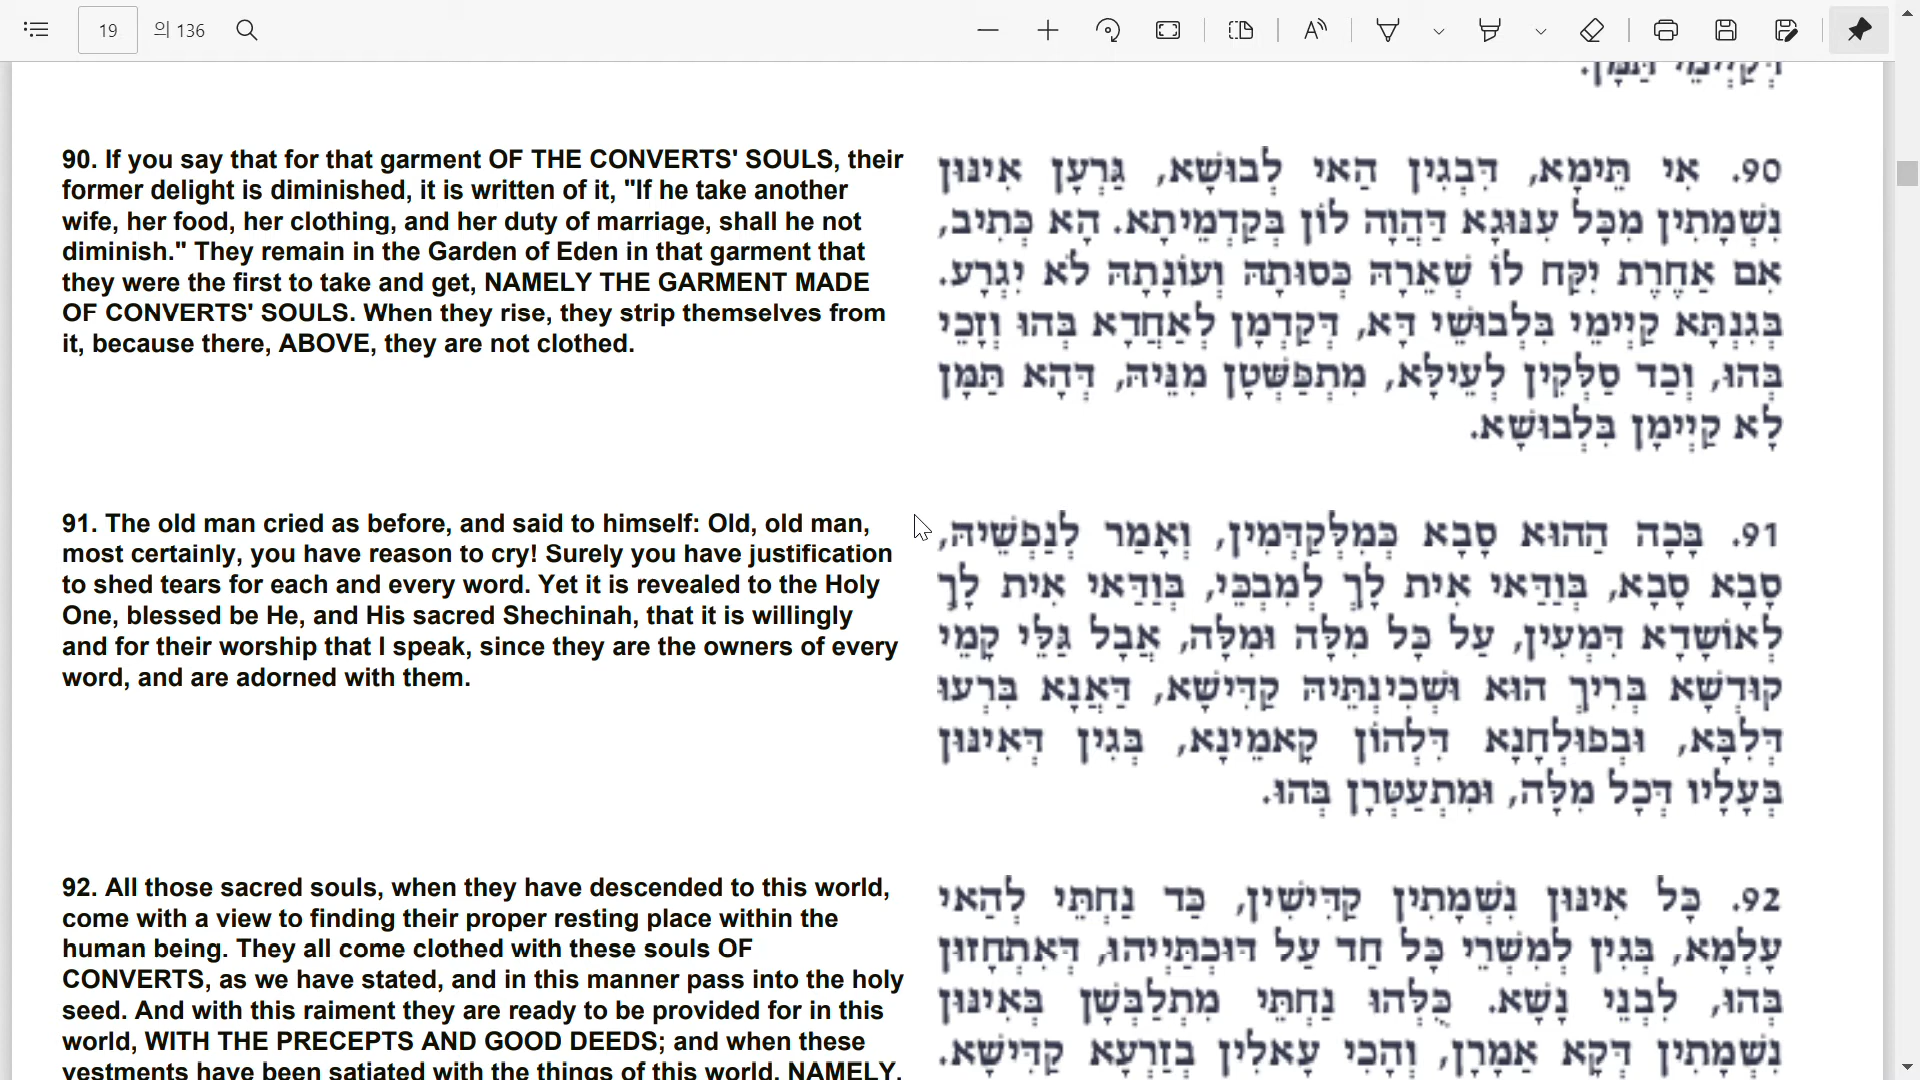 19 의 136
דְּקַיְימֵי תַּמָּן.
90. If you say that for that garment OF THE CONVERTS' SOULS, their
former delight is diminished, it is written of it, "If he take another
wife, her food, her clothing, and her duty of marriage, shall he not
diminish." They remain in the Garden of Eden in that garment that
they were the first to take and get, NAMELY THE GARMENT MADE
OF CONVERTS' SOULS. When they rise, they strip themselves from
it, because there, ABOVE, they are not clothed.
90. אִי תֵּימָא, דִּבְגִין הַאי לְבוּשָׁא, גַּרְעָן אִינּוּן
נִשְׁמָתִין מִכָּל עִנּוּגָא דַּהֲוָה לוֹן בְּקַדְמֵיתָא. הָא כְּתִיב,
אִם אַחֶרֶת יִקַּח לוֹ שְׁאֵרָהּ כְּסוּתָהּ וְעוֹנָתָהּ לֹא יִגְרָע.
בְּגִנְתָּא קַיְימֵי בִּלְבוּשֵׁי דָּא, דְּקַדְמָן לְאַחֲדָא בְּהוּ וְזָכֵי
בְּהוּ, וְכַד סַלְּקִין לְעֵילָּא, מִתְפַּשְּׁטָן מִנֵּיהּ, דְּהָא תַּמָּן
לָא קַיְימָן בִּלְבוּשָׁא.
91. The old man cried as before, and said to himself: Old, old man,
most certainly, you have reason to cry! Surely you have justification
to shed tears for each and every word. Yet it is revealed to the Holy
One, blessed be He, and His sacred Shechinah, that it is willingly
and for their worship that I speak, since they are the owners of every
word, and are adorned with them.
91. בָּכָה הַהוּא סָבָא כְּמִלְּקַדְּמִין, וְאָמַר לְנַפְשֵׁיהּ,
סָבָא סָבָא, בְּוַדַּאי אִית לָךְ לְמִבְכֵּי, בְּוַדַּאי אִית לָךְ
לְאוֹשָׁדָא דִּמְעִין, עַל כָּל מִלָּה וּמִלָּה, אֲבָל גַּלֵּי קָמֵי
קוּדְשָׁא בְּרִיךְ הוּא וּשְׁכִינְתֵּיהּ קַדִּישָׁא, דַּאֲנָא בִּרְעוּ
דְּלִבָּא, וּבְפוּלְחָנָא דִּלְהוֹן קָאֲמֵינָא, בְּגִין דְּאִינּוּן
בְּעָלָיו דְּכָל מִלָּה, וּמִתְעַטְּרָן בְּהוּ.
92. All those sacred souls, when they have descended to this world,
come with a view to finding their proper resting place within the
human being. They all come clothed with these souls OF
CONVERTS, as we have stated, and in this manner pass into the holy
seed. And with this raiment they are ready to be provided for in this
world, WITH THE PRECEPTS AND GOOD DEEDS; and when these
vestments have been satiated with the things of this world, NAMELY,
92. כָּל אִינּוּן נִשְׁמָתִין קַדִּישִׁין, כַּד נַחְתֵּי לְהַאי
עָלְמָא, בְּגִין לְמִשְׁרֵי כָּל חַד עַל דּוּכְתַּיְיהוּ, דְּאִתְחָזוּן
בְּהוּ, לִבְנֵי נָשָׁא. כֻּלְּהוּ נַחְתֵּי מִתְלַבְּשָׁן בְּאִינּוּן
נִשְׁמָתִין דְּקָא אַמָרָן, וְהָכִי עָאלִין בְּזַרְעָא קַדִּישָׁא.